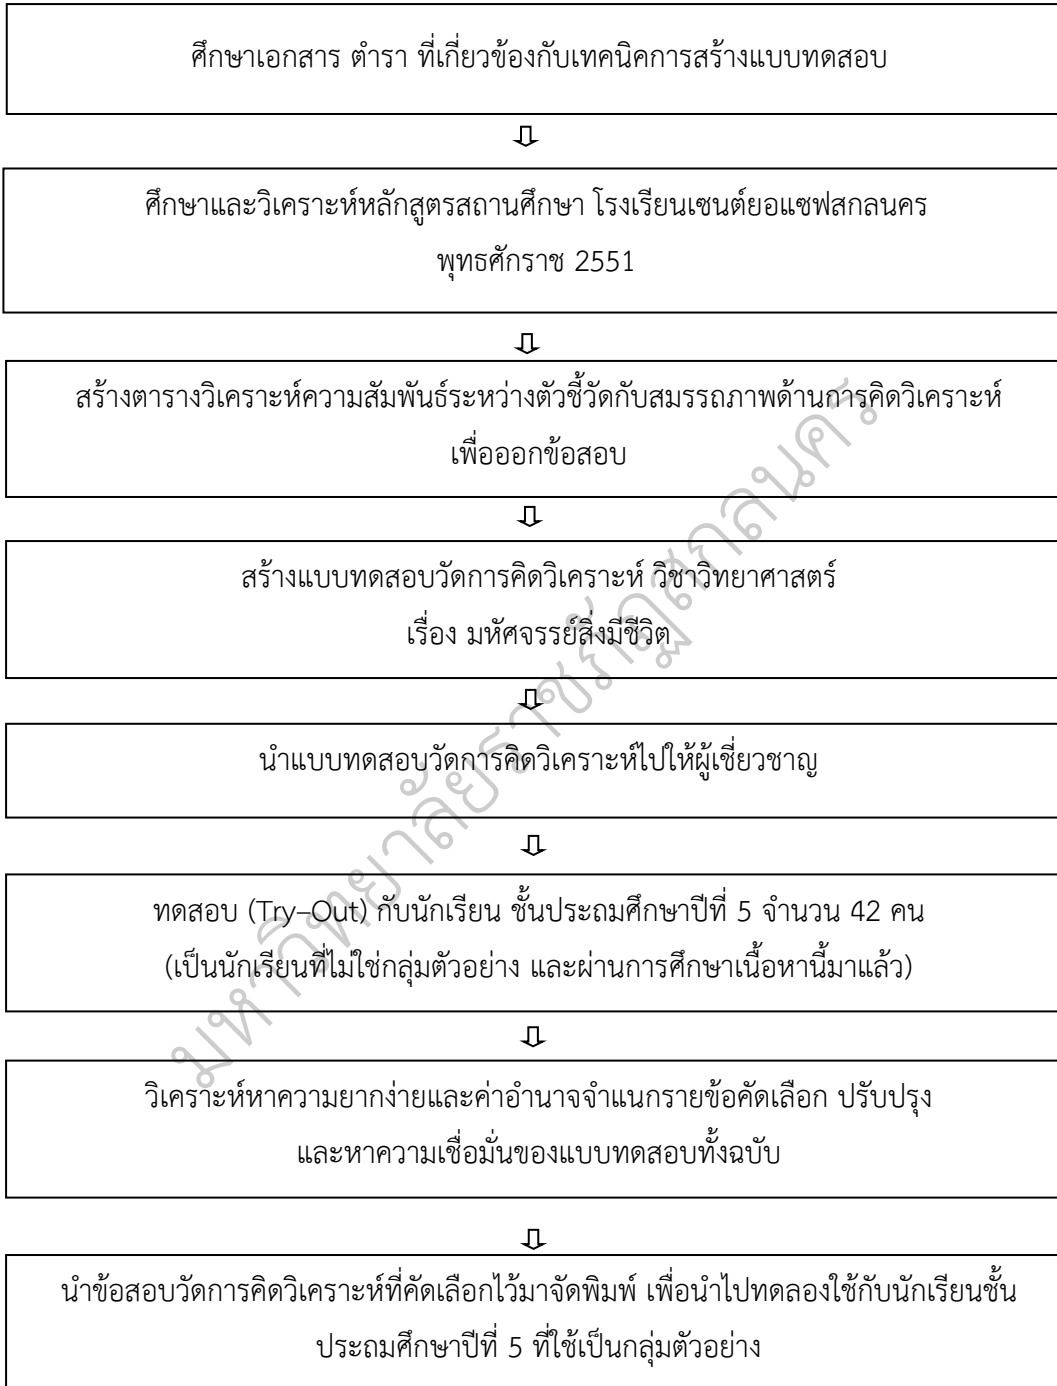 ศึกษาเอกสาร ตำรา ที่เกี่ยวข้องกับเทคนิคการสร้างแบบทดสอบ
ศึกษาและวิเคราะห์หลักสูตรสถานศึกษา โรงเรียนเซนต์ยอแซฟสกลนคร
พุทธศักราช 2551
สร้างตารางวิเคราะห์ความสัมพันธ์ระหว่างตัวชี้วัดกับสมรรถภาพด้านการคิดวิเคราะห์
เพื่อออกข้อสอบ
สร้างแบบทดสอบวัดการคิดวิเคราะห์ วิชาวิทยาศาสตร์
เรื่อง มหัศจรรย์สิ่งมีชีวิต
นำแบบทดสอบวัดการคิดวิเคราะห์ไปให้ผู้เชี่ยวชาญ
ทดสอบ (Try–Out) กับนักเรียน ชั้นประถมศึกษาปีที่ 5 จำนวน 42 คน
(เป็นนักเรียนที่ไม่ใช่กลุ่มตัวอย่าง และผ่านการศึกษาเนื้อหานี้มาแล้ว)
วิเคราะห์หาความยากง่ายและค่าอำนาจจำแนกรายข้อคัดเลือก ปรับปรุง
และหาความเชื่อมั่นของแบบทดสอบทั้งฉบับ
นำข้อสอบวัดการคิดวิเคราะห์ที่คัดเลือกไว้มาจัดพิมพ์ เพื่อนำไปทดลองใช้กับนักเรียนชั้น
ประถมศึกษาปีที่ 5 ที่ใช้เป็นกลุ่มตัวอย่าง
มหาวิทยาลัยราชภัฏสกลนคร